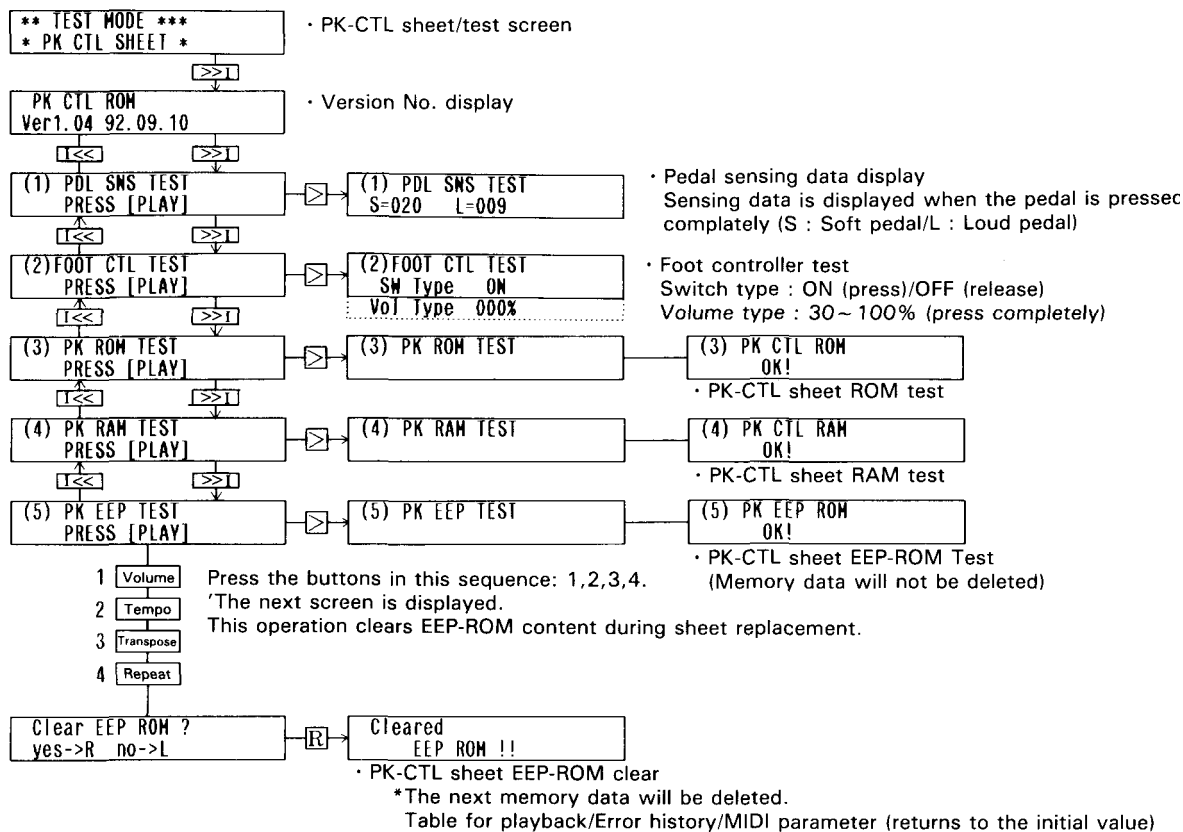 ** TEST MODE ***
* PK CTL SHEET *
· PK-CTL sheet/test screen
>>I
PK CTL ROM
Ver1.04 92.09.10
· Version No. display
I<< >>I
(1) PDL SNS TEST
PRESS [PLAY]
>
(1) PDL SNS TEST
S=020 L=009
· Pedal sensing data display
Sensing data is displayed when the pedal is pressed
complately (S : Soft pedal/L : Loud pedal)
I<< >>I
(2)FOOT CTL TEST
PRESS [PLAY]
>
(2)FOOT CTL TEST
SW Type ON
Vol Type 000%
· Foot controller test
Switch type : ON (press)/OFF (release)
Volume type : 30~100% (press completely)
I<< >>I
(3) PK ROM TEST
PRESS [PLAY]
>
(3) PK ROM TEST
(3) PK CTL ROM
OK!
· PK-CTL sheet ROM test
I<< >>I
(4) PK RAM TEST
PRESS [PLAY]
>
(4) PK RAM TEST
(4) PK CTL RAM
OK!
· PK-CTL sheet RAM test
I<< >>I
(5) PK EEP TEST
PRESS [PLAY]
>
(5) PK EEP TEST
(5) PK EEP ROM
OK!
· PK-CTL sheet EEP-ROM Test
(Memory data will not be deleted)
1 Volume
2 Tempo
3 Transpose
4 Repeat
Press the buttons in this sequence: 1,2,3,4.
'The next screen is displayed.
This operation clears EEP-ROM content during sheet replacement.
Clear EEP ROM ?
yes->R no->L
R
Cleared
EEP ROM !!
· PK-CTL sheet EEP-ROM clear
*The next memory data will be deleted.
Table for playback/Error history/MIDI parameter (returns to the initial value)